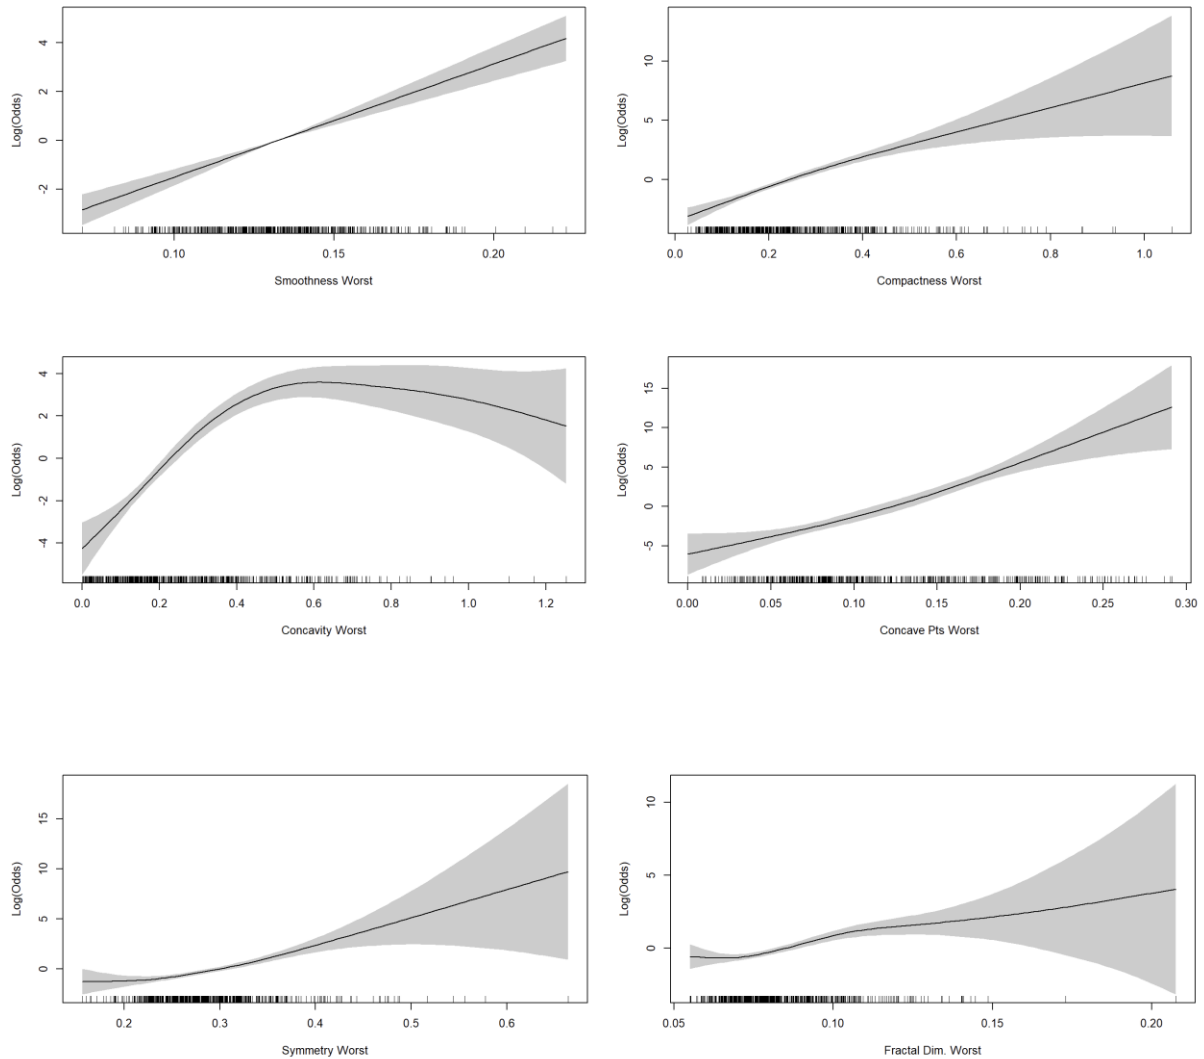 Log(Odds)
4
2
0
-2
0.10 0.15 0.20
Smoothness Worst
Log(Odds)
10
5
0
0.0 0.2 0.4 0.6 0.8 1.0
Compactness Worst
Log(Odds)
4
2
0
-2
-4
0.0 0.2 0.4 0.6 0.8 1.0 1.2
Concavity Worst
Log(Odds)
15
10
5
0
-5
0.00 0.05 0.10 0.15 0.20 0.25 0.30
Concave Pts Worst
Log(Odds)
15
10
5
0
0.2 0.3 0.4 0.5 0.6
Symmetry Worst
Log(Odds)
10
5
0
0.05 0.10 0.15 0.20
Fractal Dim. Worst